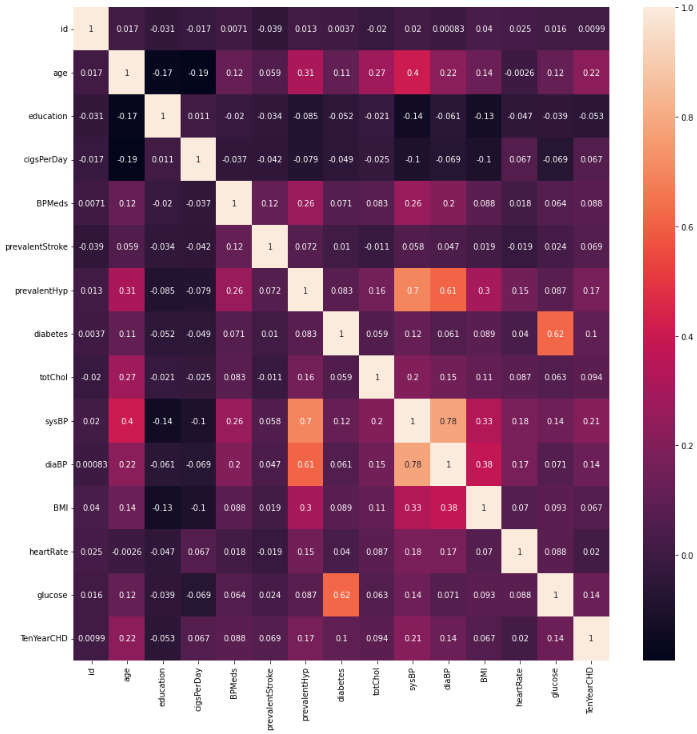 id 1 0.017 -0.031 -0.017 0.0071 -0.039 0.013 0.0037 -0.02 0.02 0.00083 0.04 0.025 0.016 0.0099
age 0.017 1 -0.17 -0.19 0.12 0.059 0.31 0.11 0.27 0.4 0.22 0.14 -0.0026 0.12 0.22
education -0.031 -0.17 1 0.011 -0.02 -0.034 -0.085 -0.052 -0.021 -0.14 -0.061 -0.13 -0.047 -0.039 -0.053
cigsPerDay -0.017 -0.19 0.011 1 -0.037 -0.042 -0.079 -0.049 -0.025 -0.1 -0.069 -0.1 0.067 -0.069 0.067
BPMeds 0.0071 0.12 -0.02 -0.037 1 0.12 0.26 0.071 0.083 0.26 0.2 0.088 0.018 0.064 0.088
prevalentStroke -0.039 0.059 -0.034 -0.042 0.12 1 0.072 0.01 -0.011 0.058 0.047 0.019 -0.019 0.024 0.069
prevalentHyp 0.013 0.31 -0.085 -0.079 0.26 0.072 1 0.083 0.16 0.7 0.61 0.3 0.15 0.087 0.17
diabetes 0.0037 0.11 -0.052 -0.049 0.071 0.01 0.083 1 0.059 0.12 0.061 0.089 0.04 0.62 0.1
totChol -0.02 0.27 -0.021 -0.025 0.083 -0.011 0.16 0.059 1 0.2 0.15 0.11 0.087 0.063 0.094
sysBP 0.02 0.4 -0.14 -0.1 0.26 0.058 0.7 0.12 0.2 1 0.78 0.33 0.18 0.14 0.21
diaBP 0.00083 0.22 -0.061 -0.069 0.2 0.047 0.61 0.061 0.15 0.78 1 0.38 0.17 0.071 0.14
BMI 0.04 0.14 -0.13 -0.1 0.088 0.019 0.3 0.089 0.11 0.33 0.38 1 0.07 0.093 0.067
heartRate 0.025 -0.0026 -0.047 0.067 0.018 -0.019 0.15 0.04 0.087 0.18 0.17 0.07 1 0.088 0.02
glucose 0.016 0.12 -0.039 -0.069 0.064 0.024 0.087 0.62 0.063 0.14 0.071 0.093 0.088 1 0.14
TenYearCHD 0.0099 0.22 -0.053 0.067 0.088 0.069 0.17 0.1 0.094 0.21 0.14 0.067 0.02 0.14 1
id age education cigsPerDay BPMeds prevalentStroke prevalentHyp diabetes totChol sysBP diaBP BMI heartRate glucose TenYearCHD
1.0
0.8
0.6
0.4
0.2
0.0